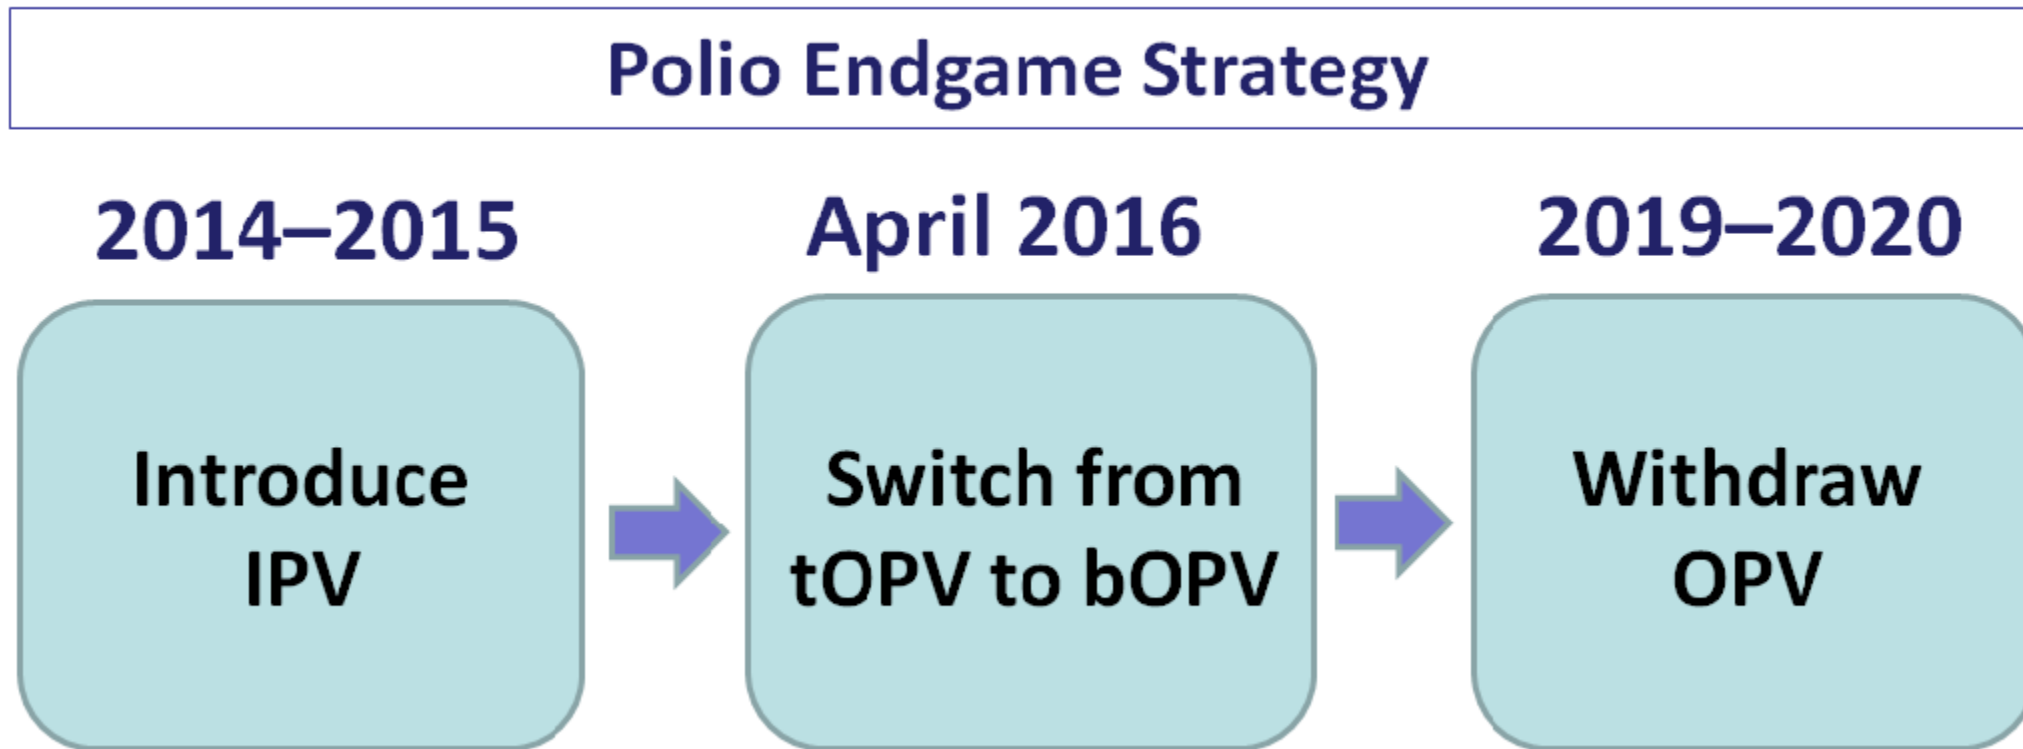 Polio Endgame Strategy
2014–2015
April 2016
2019–2020
Introduce
IPV
Switch from
tOPV to bOPV
Withdraw
OPV